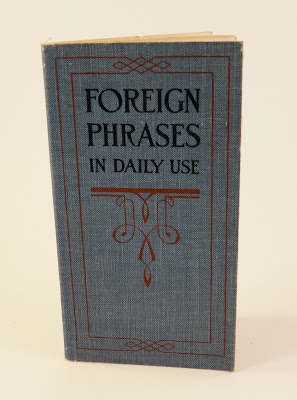 FOREIGN
PHRASES
IN DAILY USE